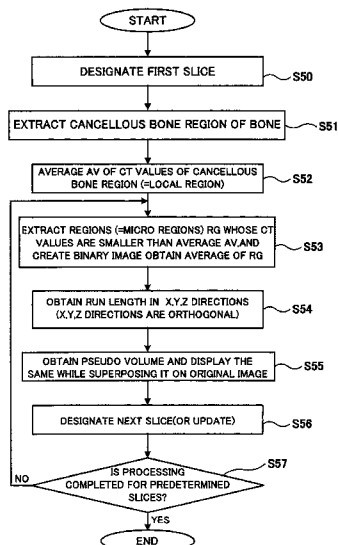 START
DESIGNATE FIRST SLICE
S50
EXTRACT CANCELLOUS BONE REGION OF BONE
S51
AVERAGE AV OF CT VALUES OF CANCELLOUS
BONE REGION (=LOCAL REGION)
S52
EXTRACT REGIONS (=MICRO REGIONS) RG WHOSE CT
VALUES ARE SMALLER THAN AVERAGE AV,AND
CREATE BINARY IMAGE OBTAIN AVERAGE OF RG
S53
OBTAIN RUN LENGTH IN X,Y,Z DIRECTIONS
(X,Y,Z DIRECTIONS ARE ORTHOGONAL)
S54
OBTAIN PSEUDO VOLUME AND DISPLAY THE
SAME WHILE SUPERPOSING IT ON ORIGINAL IMAGE
S55
DESIGNATE NEXT SLICE(OR UPDATE)
S56
IS PROCESSING
COMPLETED FOR PREDETERMINED
SLICES?
S57
NO
YES
END